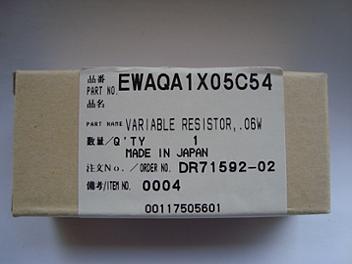 品番
PART NO. EWAQA1X05C54
品名
PART NAME VARIABLE RESISTOR,.06W
数量/Q'TY 1
MADE IN JAPAN
注文No./ORDER NO. DR71592-02
備考/ITEM NO. 0004
00117505601